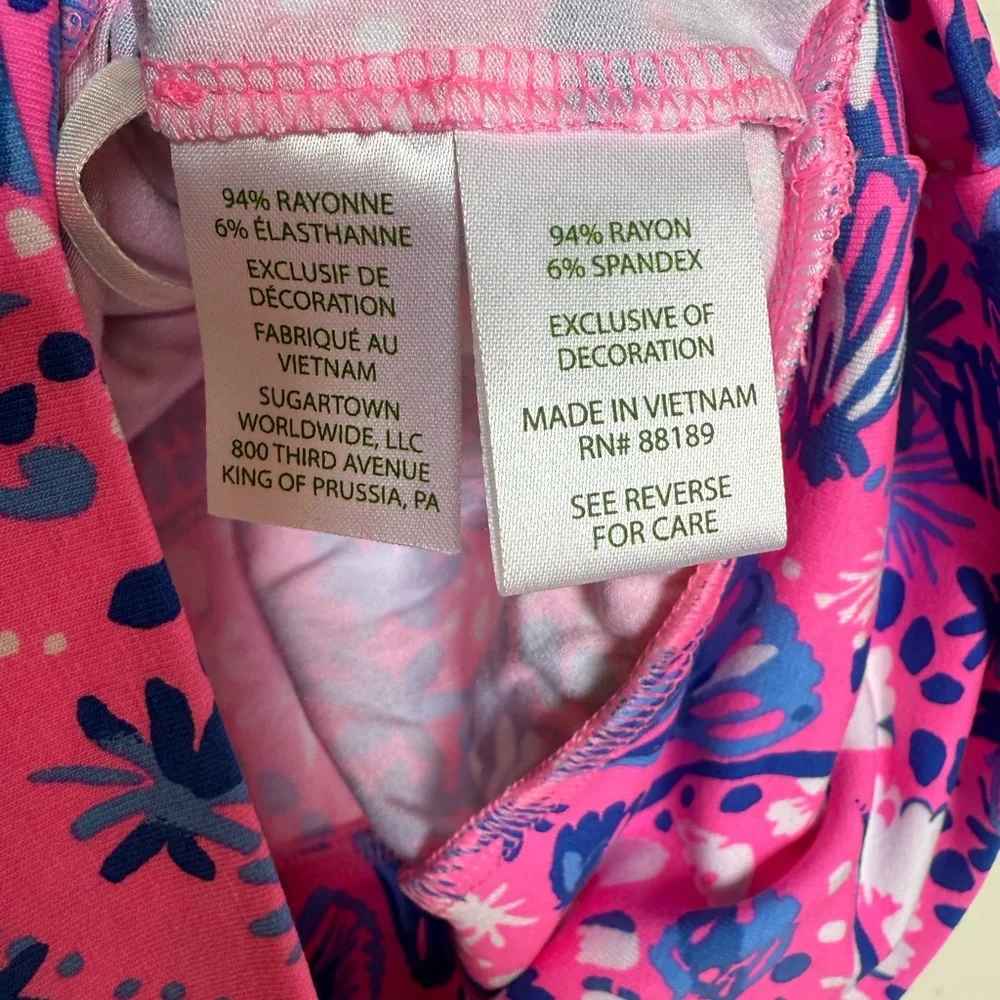 94% RAYONNE
6% ÉLASTHANNE
EXCLUSIF DE
DÉCORATION
FABRIQUÉ AU
VIETNAM
SUGARTOWN
WORLDWIDE, LLC
800 THIRD AVENUE
KING OF PRUSSIA, PA
94% RAYON
6% SPANDEX
EXCLUSIVE OF
DECORATION
MADE IN VIETNAM
RN# 88189
SEE REVERSE
FOR CARE